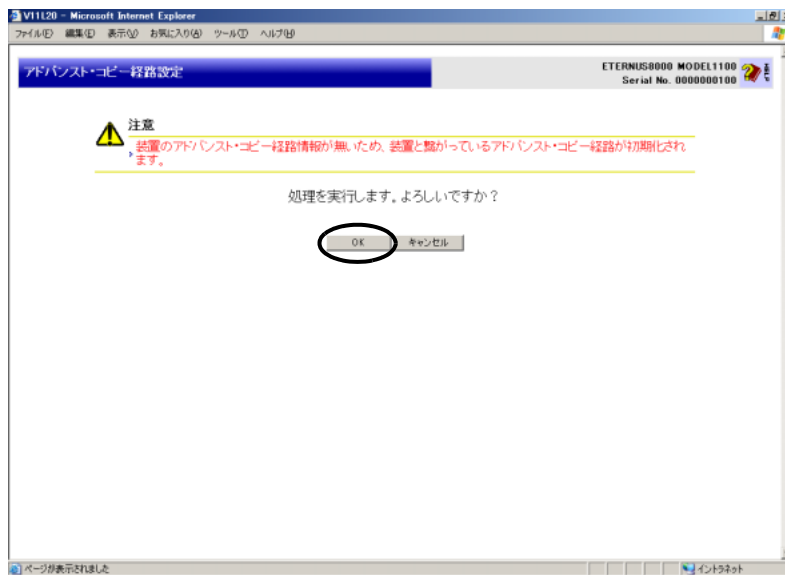 V11L20 - Microsoft Internet Explorer
ファイル(F) 編集(E) 表示(V) お気に入り(A) ツール(T) ヘルプ(H)
アドバンスト・コピー経路設定
ETERNUS8000 MODEL1100
Serial No. 0000000100
注意
装置のアドバンスト・コピー経路情報が無いため、装置と繋がっているアドバンスト・コピー経路が初期化され
ます。
処理を実行します。よろしいですか？
OK キャンセル
ページが表示されました イントラネット